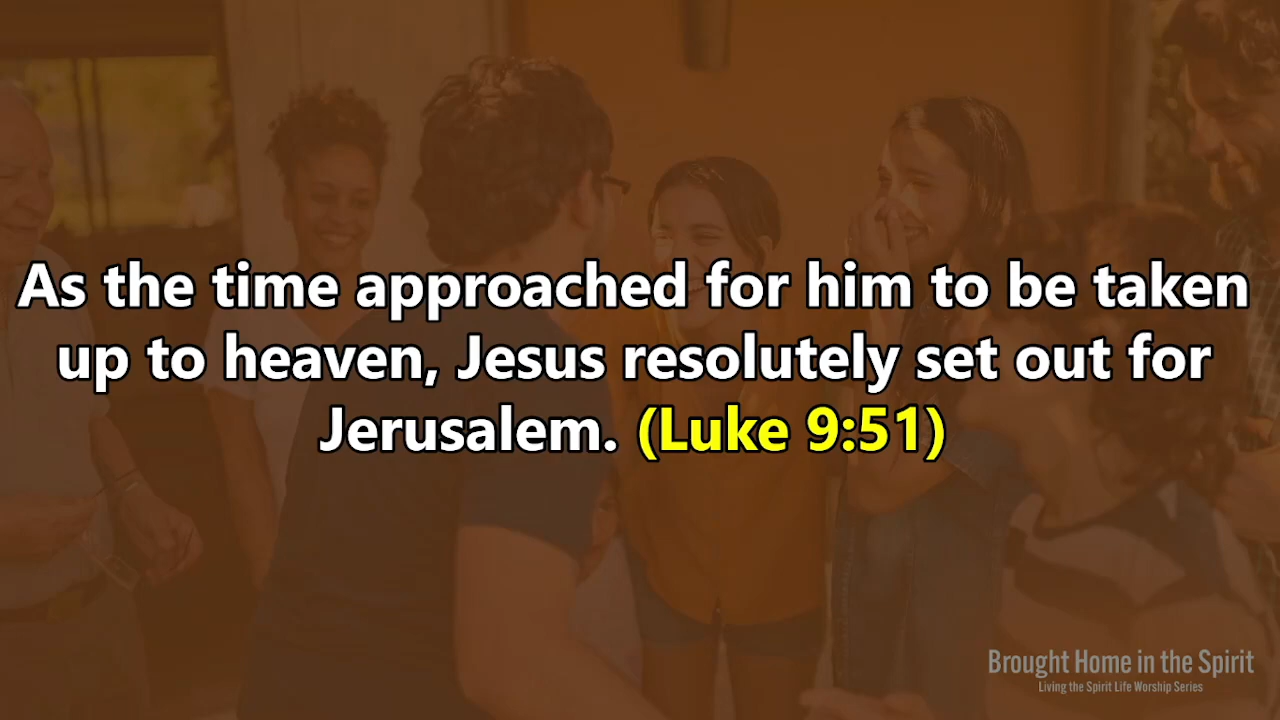 As the time approached for him to be taken
up to heaven, Jesus resolutely set out for
Jerusalem. (Luke 9:51)
Brought Home in the Spirit
Living the Spirit Life Worship Series